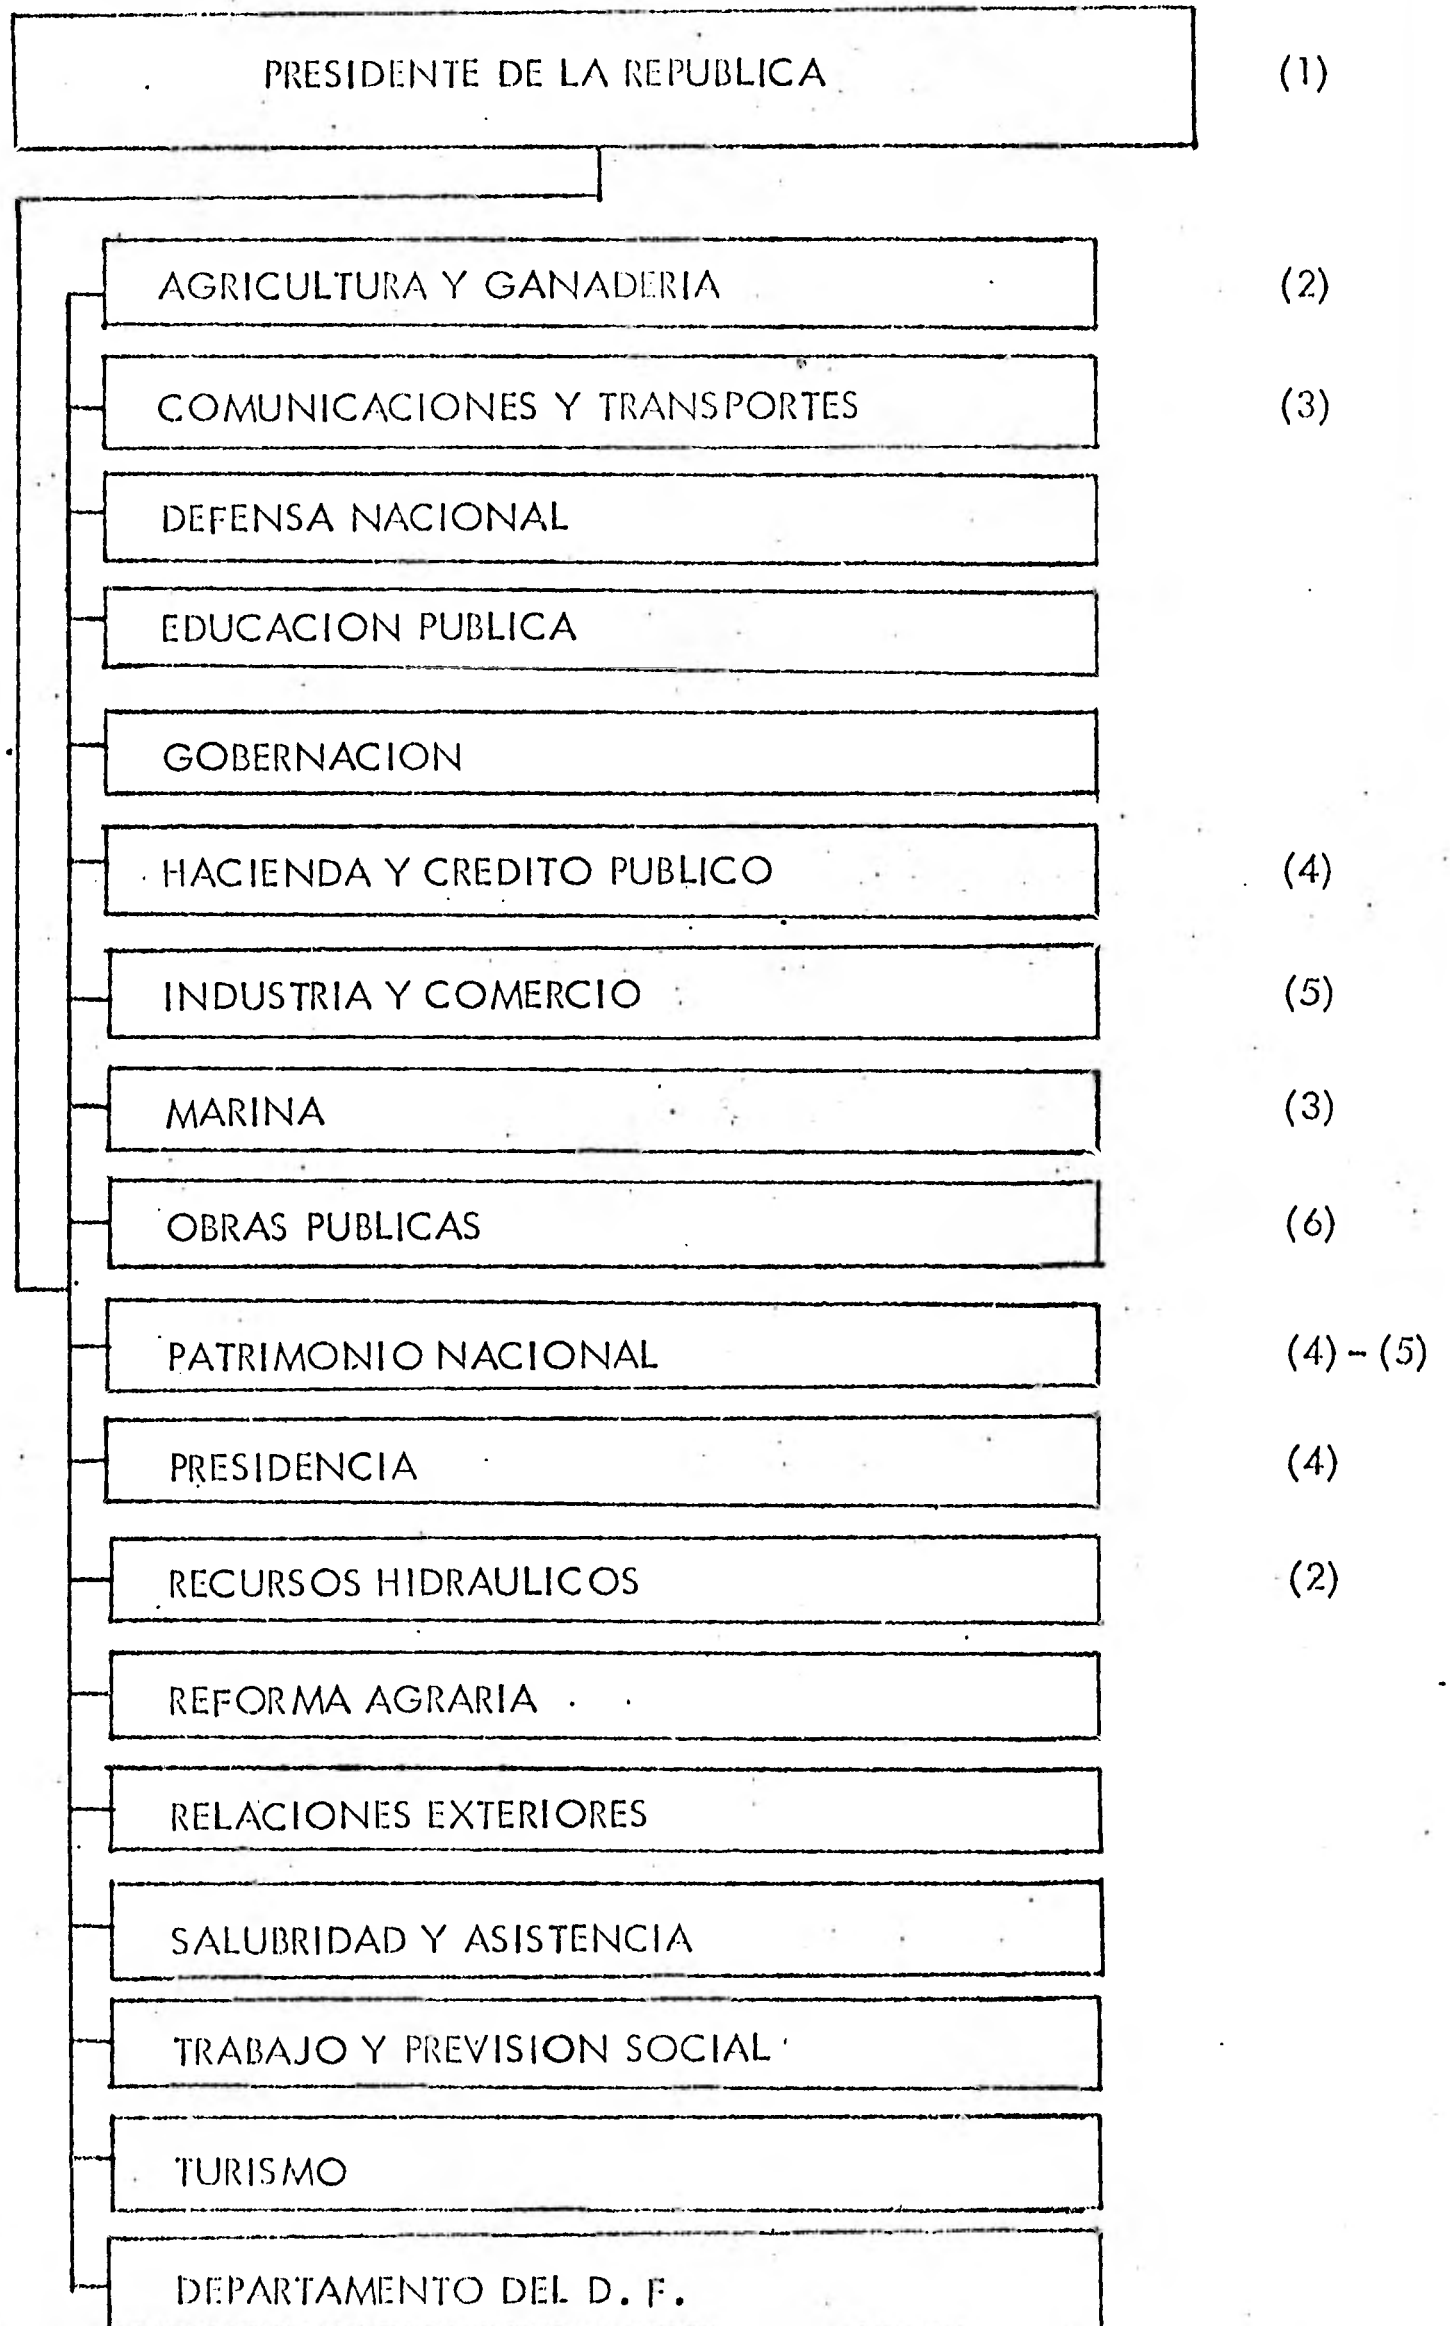 PRESIDENTE DE LA REPUBLICA (1)
AGRICULTURA Y GANADERIA (2)
COMUNICACIONES Y TRANSPORTES (3)
DEFENSA NACIONAL
EDUCACION PUBLICA
GOBERNACION
HACIENDA Y CREDITO PUBLICO (4)
INDUSTRIA Y COMERCIO (5)
MARINA (3)
OBRAS PUBLICAS (6)
PATRIMONIO NACIONAL (4) - (5)
PRESIDENCIA (4)
RECURSOS HIDRAULICOS (2)
REFORMA AGRARIA
RELACIONES EXTERIORES
SALUBRIDAD Y ASISTENCIA
TRABAJO Y PREVISION SOCIAL
TURISMO
DEPARTAMENTO DEL D. F.